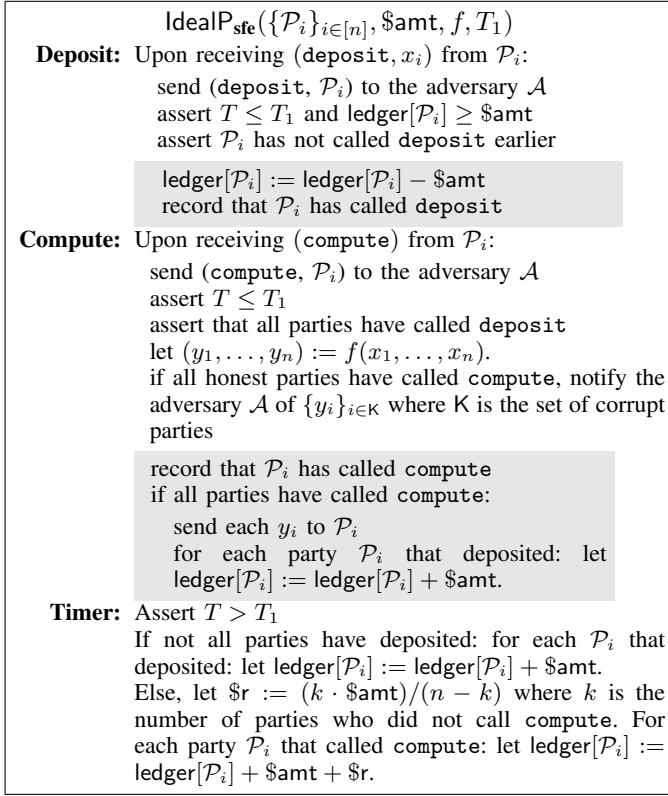 IdealP_sfe({𝒫_i}_{i∈[n]}, $amt, f, T_1)
Deposit: Upon receiving (deposit, x_i) from 𝒫_i:
send (deposit, 𝒫_i) to the adversary 𝒜
assert T ≤ T_1 and ledger[𝒫_i] ≥ $amt
assert 𝒫_i has not called deposit earlier
ledger[𝒫_i] := ledger[𝒫_i] − $amt
record that 𝒫_i has called deposit
Compute: Upon receiving (compute) from 𝒫_i:
send (compute, 𝒫_i) to the adversary 𝒜
assert T ≤ T_1
assert that all parties have called deposit
let (y_1, . . . , y_n) := f(x_1, . . . , x_n).
if all honest parties have called compute, notify the
adversary 𝒜 of {y_i}_{i∈K} where K is the set of corrupt
parties
record that 𝒫_i has called compute
if all parties have called compute:
send each y_i to 𝒫_i
for each party 𝒫_i that deposited: let
ledger[𝒫_i] := ledger[𝒫_i] + $amt.
Timer: Assert T > T_1
If not all parties have deposited: for each 𝒫_i that
deposited: let ledger[𝒫_i] := ledger[𝒫_i] + $amt.
Else, let $r := (k · $amt)/(n − k) where k is the
number of parties who did not call compute. For
each party 𝒫_i that called compute: let ledger[𝒫_i] :=
ledger[𝒫_i] + $amt + $r.